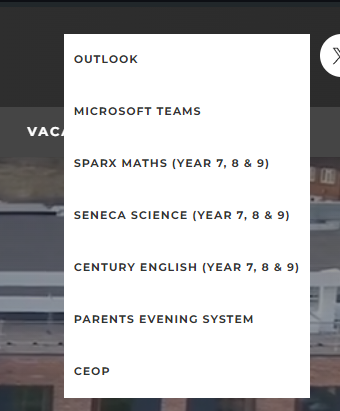 OUTLOOK
MICROSOFT TEAMS
VACA
SPARX MATHS (YEAR 7, 8 & 9)
SENECA SCIENCE (YEAR 7, 8 & 9)
CENTURY ENGLISH (YEAR 7, 8 & 9)
PARENTS EVENING SYSTEM
CEOP